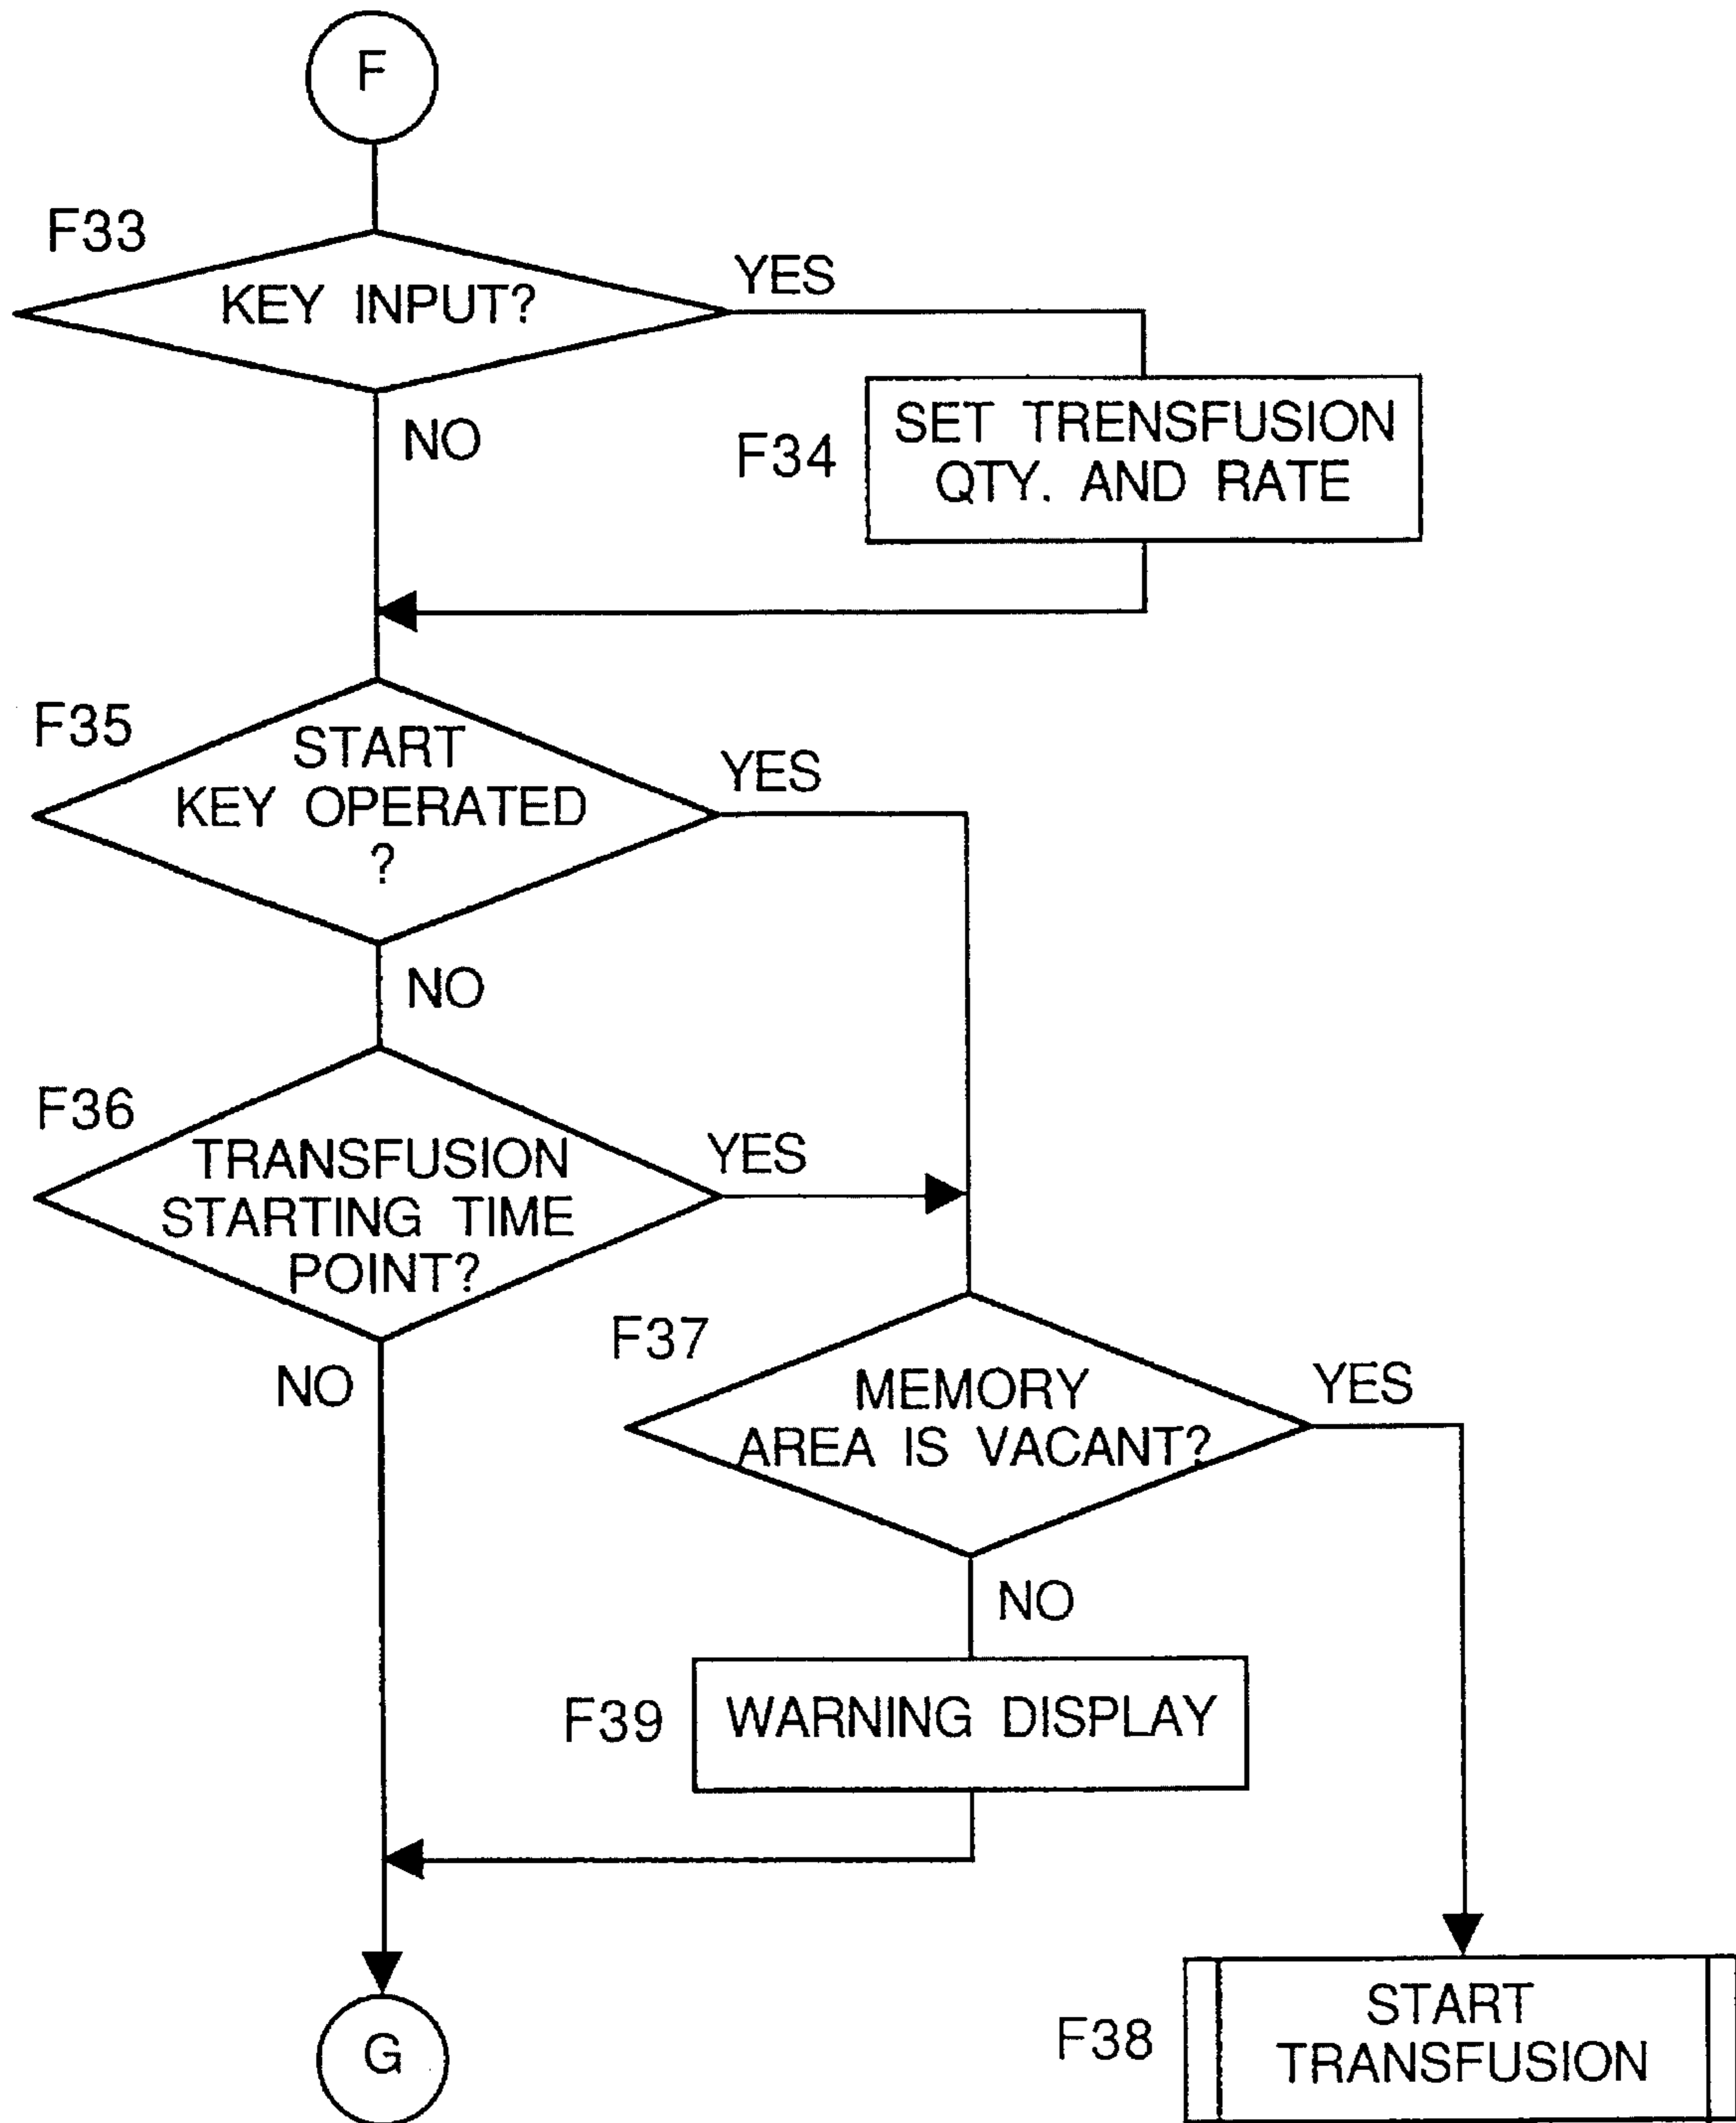 F
F33
KEY INPUT?
YES
NO
F34
SET TRENSFUSION
QTY. AND RATE
F35
START
KEY OPERATED
?
YES
NO
F36
TRANSFUSION
STARTING TIME
POINT?
YES
NO
F37
MEMORY
AREA IS VACANT?
YES
NO
F39
WARNING DISPLAY
G
F38
START
TRANSFUSION